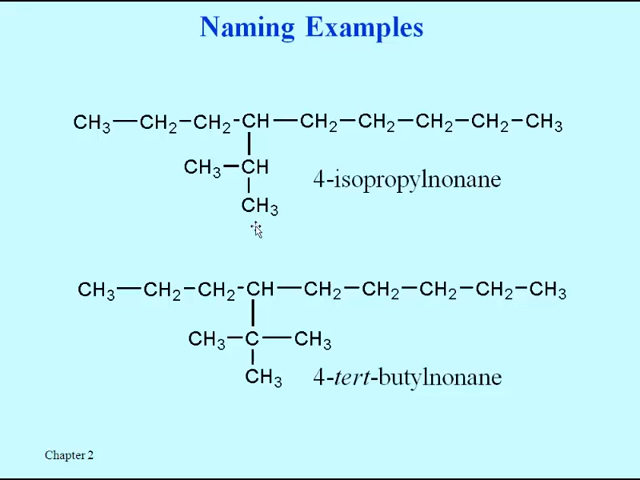 Naming Examples
CH3—CH2–CH2–CH—CH2—CH2—CH2–CH2–CH3
CH3–CH
4-isopropylnonane
CH3
CH3—CH2–CH2–CH—CH2—CH2—CH2–CH2–CH3
CH3–C—CH3
CH3
4-tert-butylnonane
Chapter 2